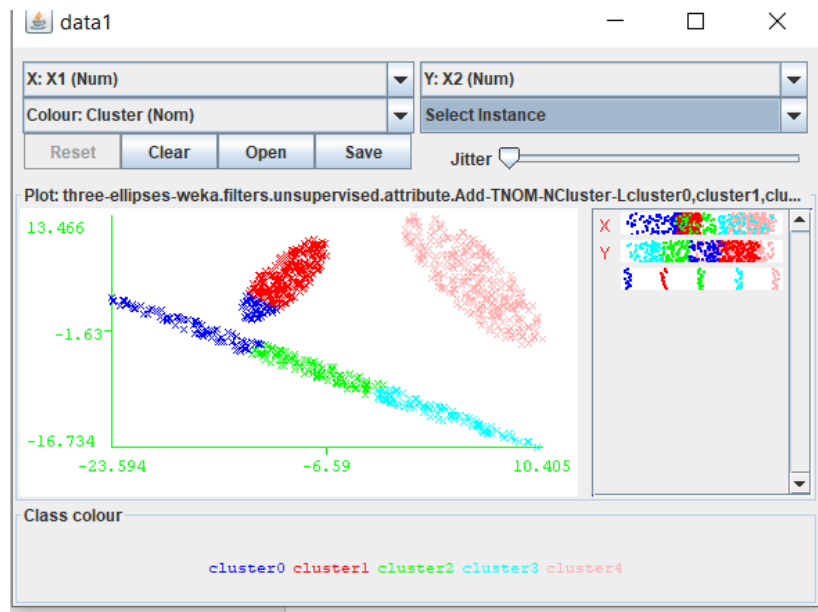 data1
X: X1 (Num)
Y: X2 (Num)
Colour: Cluster (Nom)
Select Instance
Reset
Clear
Open
Save
Jitter
Plot: three-ellipses-weka.filters.unsupervised.attribute.Add-TNOM-NCluster-Lcluster0,cluster1,clu...
13.466
-1.63
-16.734
-23.594
-6.59
10.405
X
Y
Class colour
cluster0 cluster1 cluster2 cluster3 cluster4